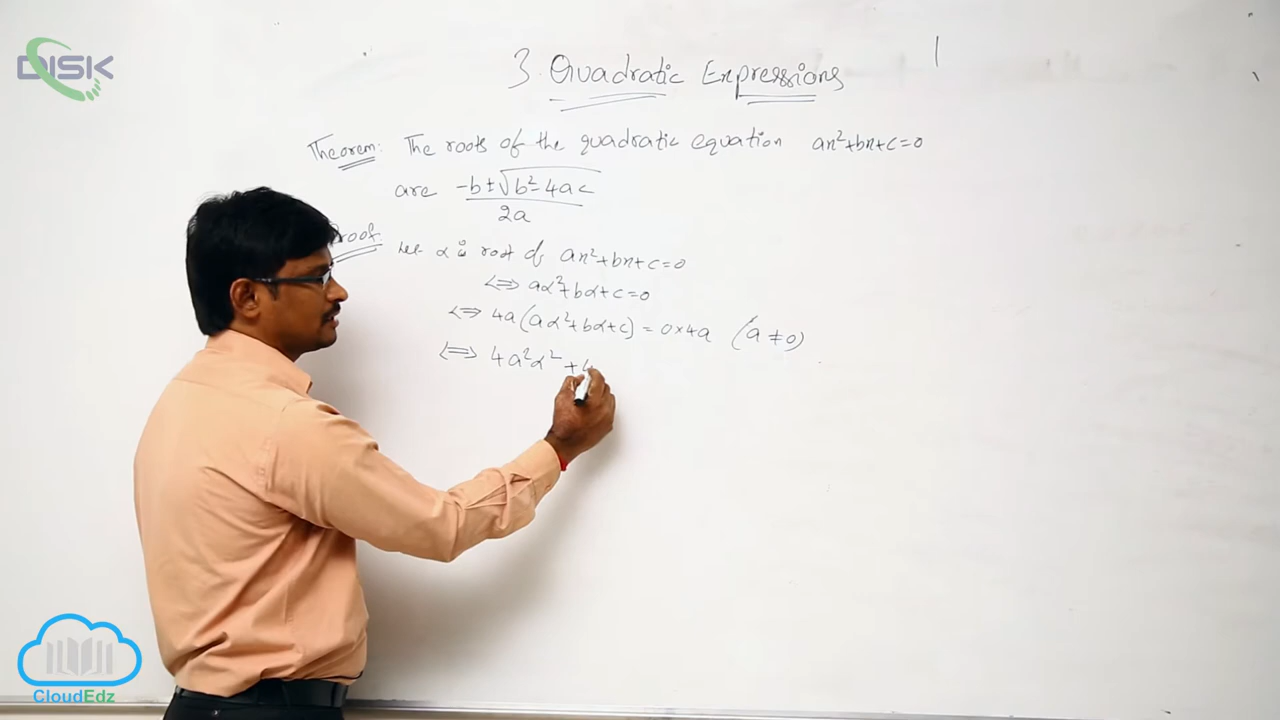 DISK
3. Quadratic Expressions
Theorem: The roots of the quadratic equation ax²+bx+c=0
are (-b±√(b²-4ac))/2a
roof:
Let α is root of ax²+bx+c=0
⇔ aα²+bα+c=0
⇔ 4a(aα²+bα+c) = 0×4a (a≠0)
⇔ 4a²α² +4
CloudEdz